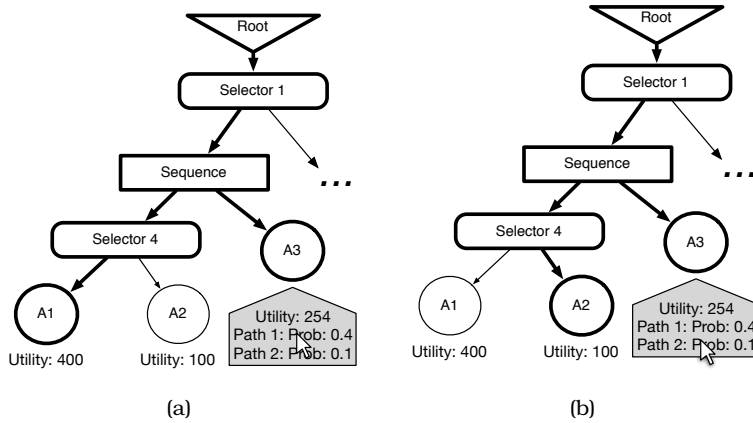 Root
Selector 1
Sequence
...
Selector 4
A3
A1
A2
Utility: 254
Path 1: Prob: 0.4
Path 2: Prob: 0.1
Utility: 400
Utility: 100
(a)
Root
Selector 1
Sequence
...
Selector 4
A3
A1
A2
Utility: 254
Path 1: Prob: 0.4
Path 2: Prob: 0.1
Utility: 400
Utility: 100
(b)